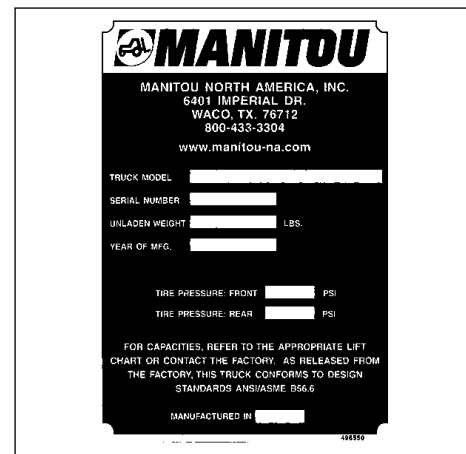 MANITOU
MANITOU NORTH AMERICA, INC.
6401 IMPERIAL DR.
WACO, TX. 76712
800-433-3304
www.manitou-na.com
TRUCK MODEL
SERIAL NUMBER
UNLADEN WEIGHT LBS.
YEAR OF MFG.
TIRE PRESSURE: FRONT PSI
TIRE PRESSURE: REAR PSI
FOR CAPACITIES, REFER TO THE APPROPRIATE LIFT
CHART OR CONTACT THE FACTORY. AS RELEASED FROM
THE FACTORY, THIS TRUCK CONFORMS TO DESIGN
STANDARDS ANSI/ASME B56.6
MANUFACTURED IN
496550